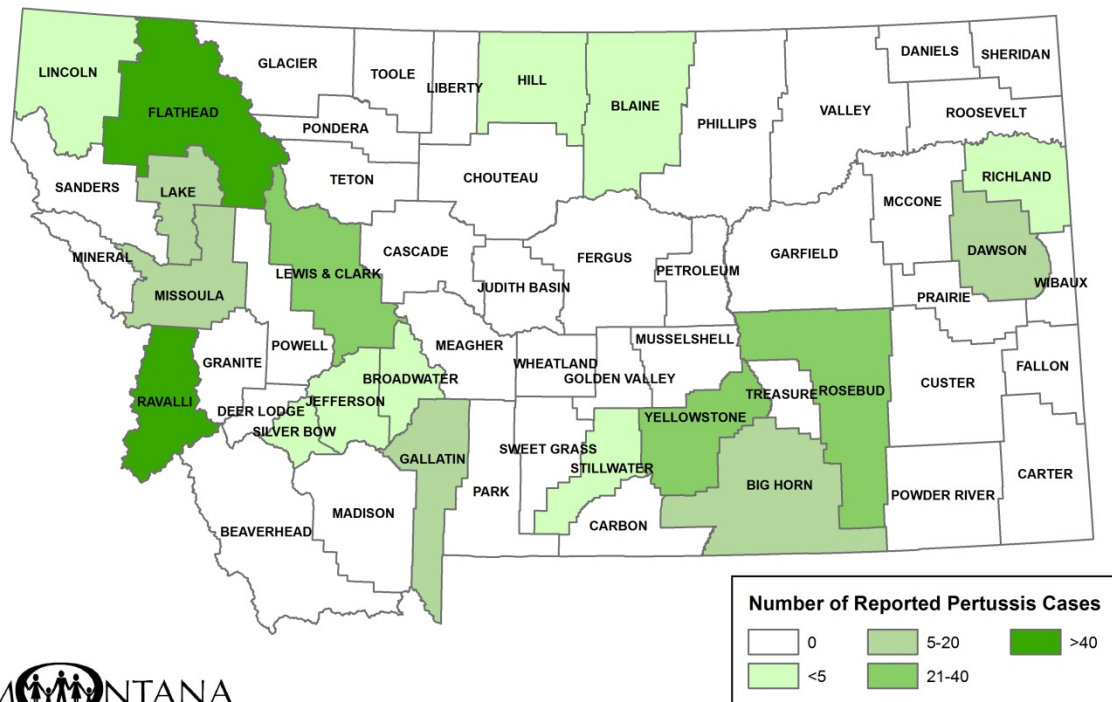 LINCOLN
FLATHEAD
GLACIER
TOOLE
LIBERTY
HILL
BLAINE
PHILLIPS
VALLEY
DANIELS
SHERIDAN
ROOSEVELT
PONDERA
TETON
CHOUTEAU
SANDERS
LAKE
RICHLAND
MCCONE
DAWSON
MINERAL
MISSOULA
LEWIS & CLARK
CASCADE
JUDITH BASIN
FERGUS
PETROLEUM
GARFIELD
PRAIRIE
WIBAUX
RAVALLI
GRANITE
POWELL
MEAGHER
BROADWATER
JEFFERSON
DEER LODGE
SILVER BOW
WHEATLAND
GOLDEN VALLEY
MUSSELSHELL
YELLOWSTONE
TREASURE
ROSEBUD
CUSTER
FALLON
GALLATIN
SWEET GRASS
STILLWATER
PARK
BIG HORN
POWDER RIVER
CARTER
BEAVERHEAD
MADISON
CARBON
Number of Reported Pertussis Cases
0
5-20
>40
<5
21-40
MONTANA